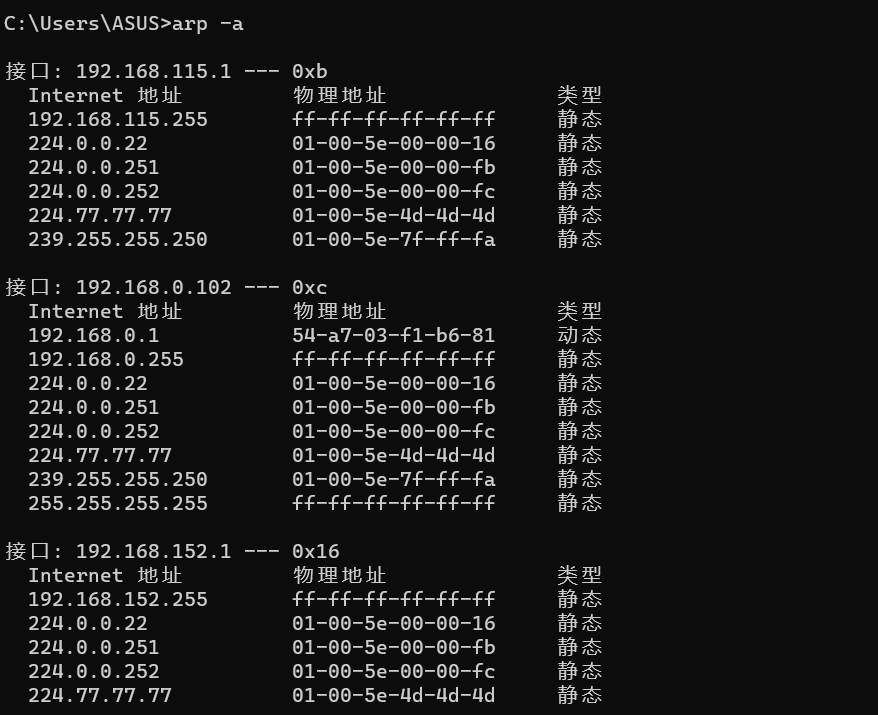 C:\Users\ASUS>arp -a
接口: 192.168.115.1 --- 0xb
Internet 地址 物理地址 类型
192.168.115.255 ff-ff-ff-ff-ff-ff 静态
224.0.0.22 01-00-5e-00-00-16 静态
224.0.0.251 01-00-5e-00-00-fb 静态
224.0.0.252 01-00-5e-00-00-fc 静态
224.77.77.77 01-00-5e-4d-4d-4d 静态
239.255.255.250 01-00-5e-7f-ff-fa 静态
接口: 192.168.0.102 --- 0xc
Internet 地址 物理地址 类型
192.168.0.1 54-a7-03-f1-b6-81 动态
192.168.0.255 ff-ff-ff-ff-ff-ff 静态
224.0.0.22 01-00-5e-00-00-16 静态
224.0.0.251 01-00-5e-00-00-fb 静态
224.0.0.252 01-00-5e-00-00-fc 静态
224.77.77.77 01-00-5e-4d-4d-4d 静态
239.255.255.250 01-00-5e-7f-ff-fa 静态
255.255.255.255 ff-ff-ff-ff-ff-ff 静态
接口: 192.168.152.1 --- 0x16
Internet 地址 物理地址 类型
192.168.152.255 ff-ff-ff-ff-ff-ff 静态
224.0.0.22 01-00-5e-00-00-16 静态
224.0.0.251 01-00-5e-00-00-fb 静态
224.0.0.252 01-00-5e-00-00-fc 静态
224.77.77.77 01-00-5e-4d-4d-4d 静态